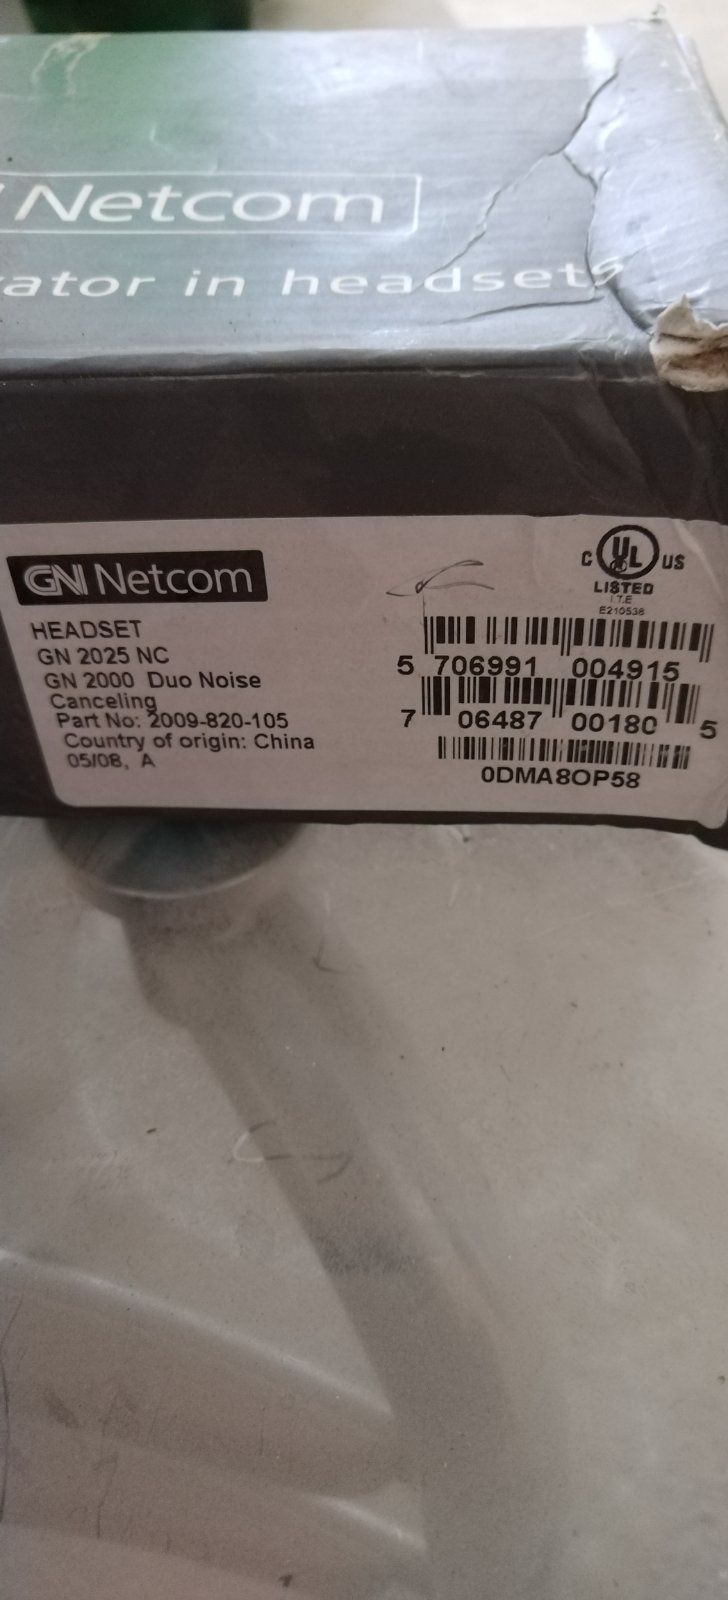 Netcom
ator in headsets
GN Netcom
HEADSET
GN 2025 NC
GN 2000 Duo Noise
Canceling
Part No: 2009-820-105
Country of origin: China
05/08, A
C UL US
LISTED
I.T.E
E210538
5 706991 004915
7 06487 00180 5
0DMA8OP58